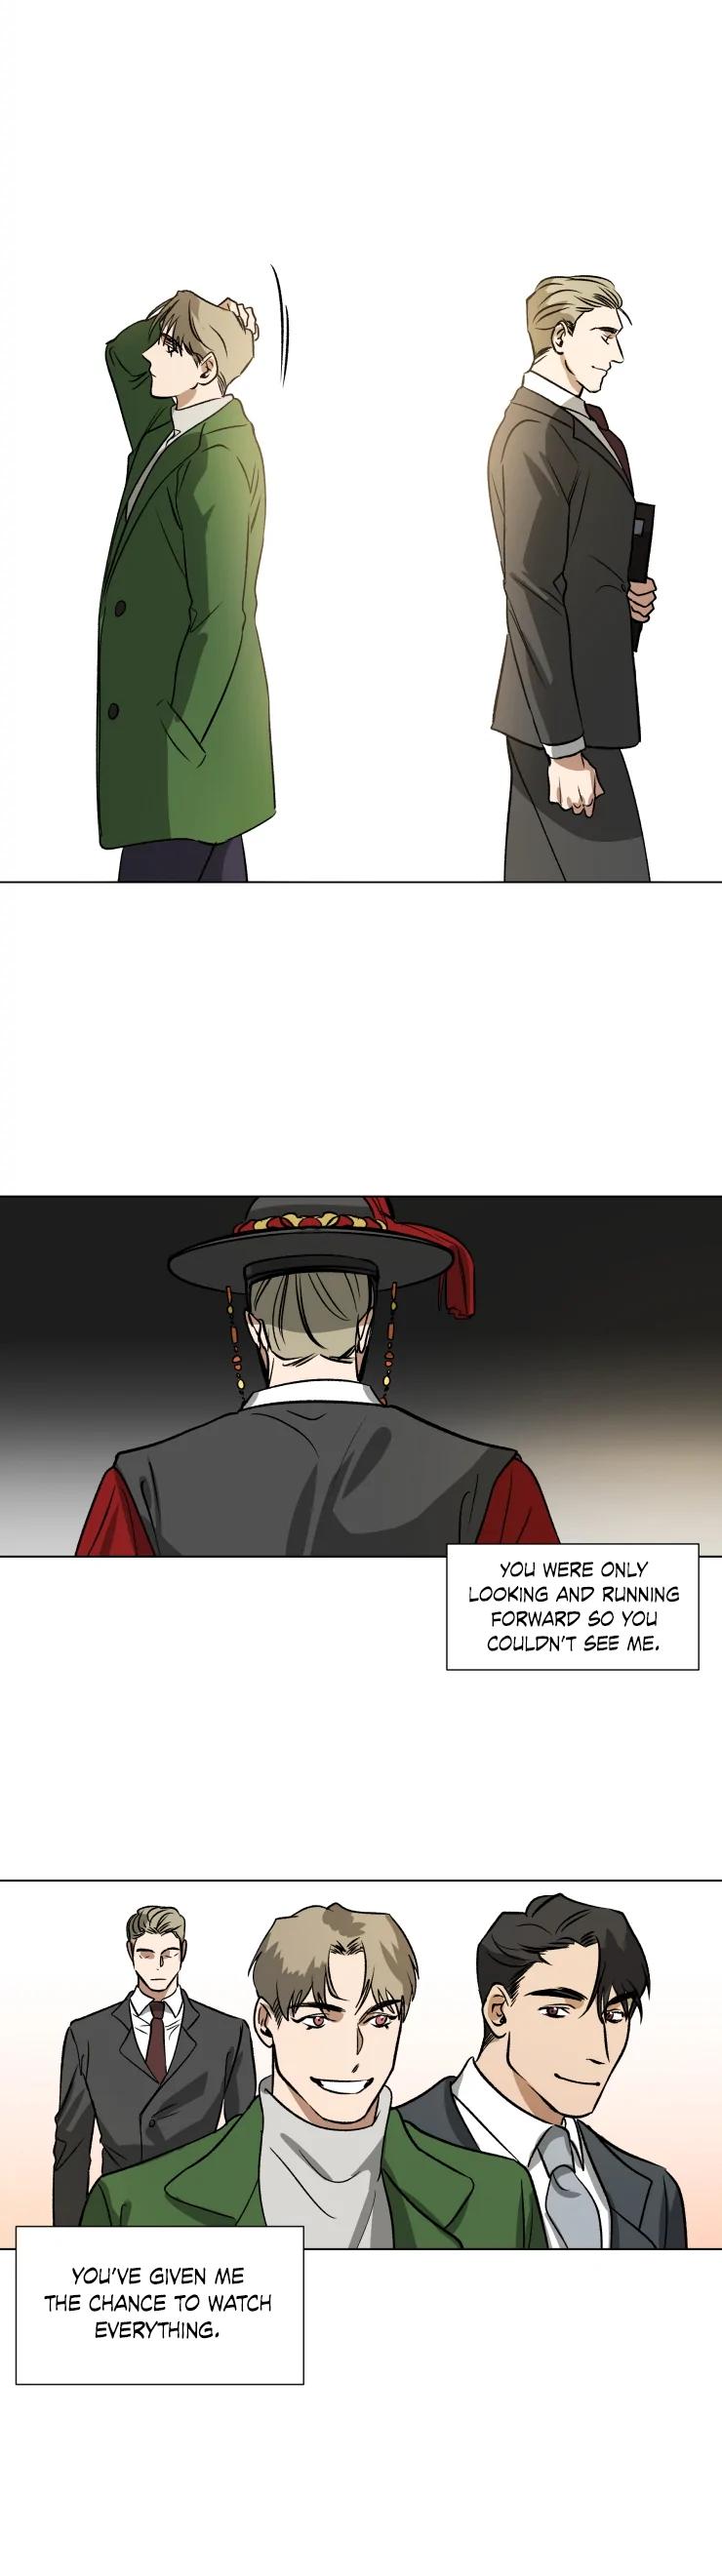 YOU WERE ONLY
LOOKING AND RUNNING
FORWARD SO YOU
COULDN'T SEE ME.
YOU'VE GIVEN ME
THE CHANCE TO WATCH
EVERYTHING.